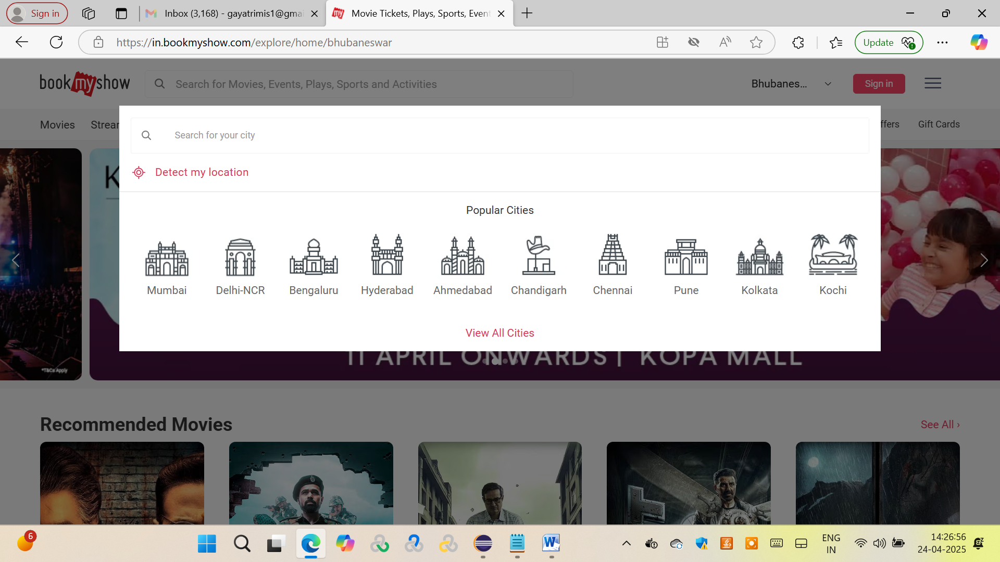 Sign in
Inbox (3,168) - gayatrimis1@gmai
Movie Tickets, Plays, Sports, Event
https://in.bookmyshow.com/explore/home/bhubaneswar
Update
bookmyshow
Search for Movies, Events, Plays, Sports and Activities
Bhubanes...
Sign in
Movies
Strear
ffers
Gift Cards
Search for your city
Detect my location
Popular Cities
Mumbai
Delhi-NCR
Bengaluru
Hyderabad
Ahmedabad
Chandigarh
Chennai
Pune
Kolkata
Kochi
View All Cities
K
*T&Cs Apply
11 APRIL ONWARDS | KOPA MALL
Recommended Movies
See All ›
6
ENG
IN
14:26:56
24-04-2025